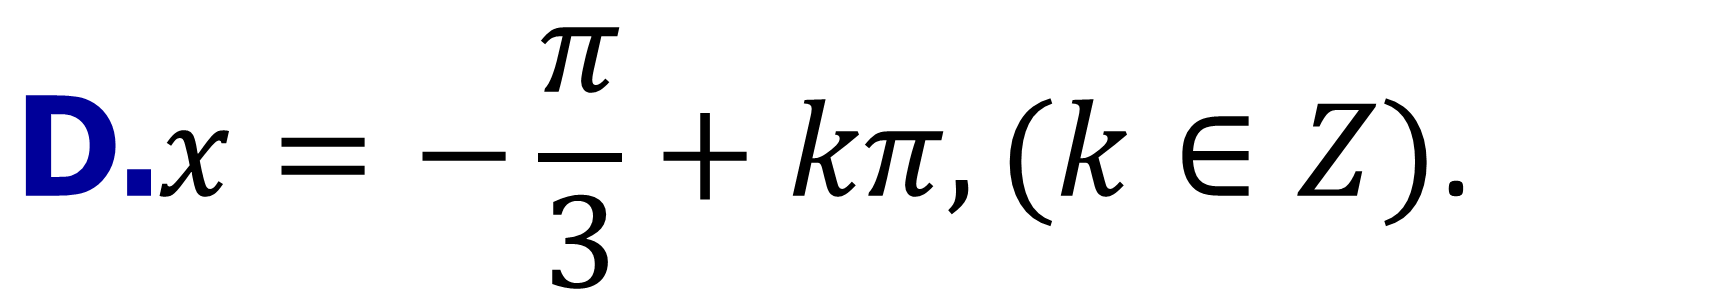 D. x = −π/3 + kπ, (k ∈ Z).